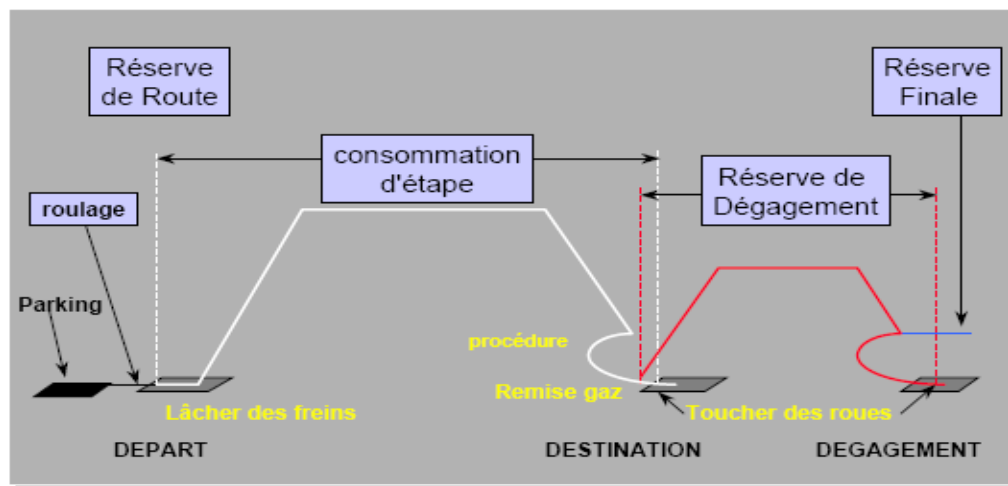 Réserve
de Route
Réserve
Finale
consommation
d'étape
Réserve de
Dégagement
roulage
Parking
procédure
Remise gaz
Lâcher des freins
Toucher des roues
DEPART
DESTINATION
DEGAGEMENT